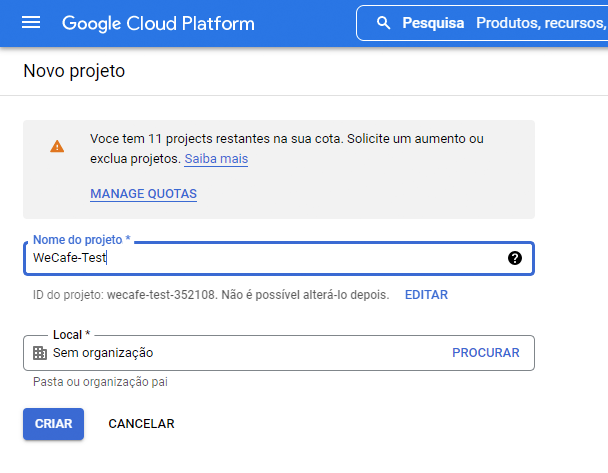 Google Cloud Platform
Pesquisa Produtos, recursos,
Novo projeto
Voce tem 11 projects restantes na sua cota. Solicite um aumento ou
exclua projetos. Saiba mais
MANAGE QUOTAS
Nome do projeto *
WeCafe-Test
ID do projeto: wecafe-test-352108. Não é possível alterá-lo depois. EDITAR
Local *
Sem organização PROCURAR
Pasta ou organização pai
CRIAR CANCELAR